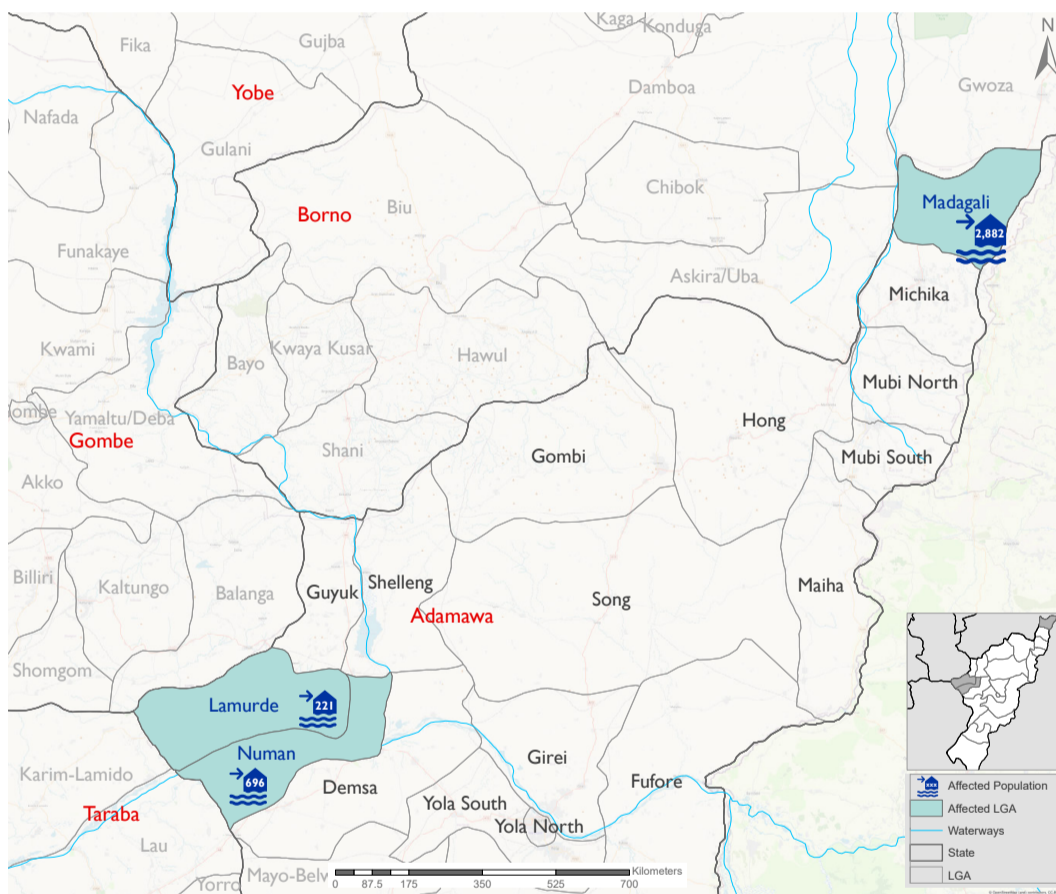 Kaga
Konduga
N
Fika
Gujba
Gwoza
Yobe
Damboa
Nafada
Gulani
Chibok
Madagali
2,882
Borno
Biu
Funakaye
Askira/Uba
Michika
Kwami
Bayo
Kwaya Kusar
Hawul
Mubi North
ombe
Yamaltu/Deba
Hong
Gombe
Shani
Gombi
Mubi South
Akko
Billiri
Kaltungo
Balanga
Guyuk
Shelleng
Song
Maiha
Adamawa
Shomgom
Lamurde
221
Numan
696
Karim-Lamido
Girei
Demsa
Fufore
Taraba
Yola South
Yola North
Lau
Yorro
Mayo-Belw
Kilometers
0 87.5 175 350 525 700
Affected Population
Affected LGA
Waterways
State
LGA